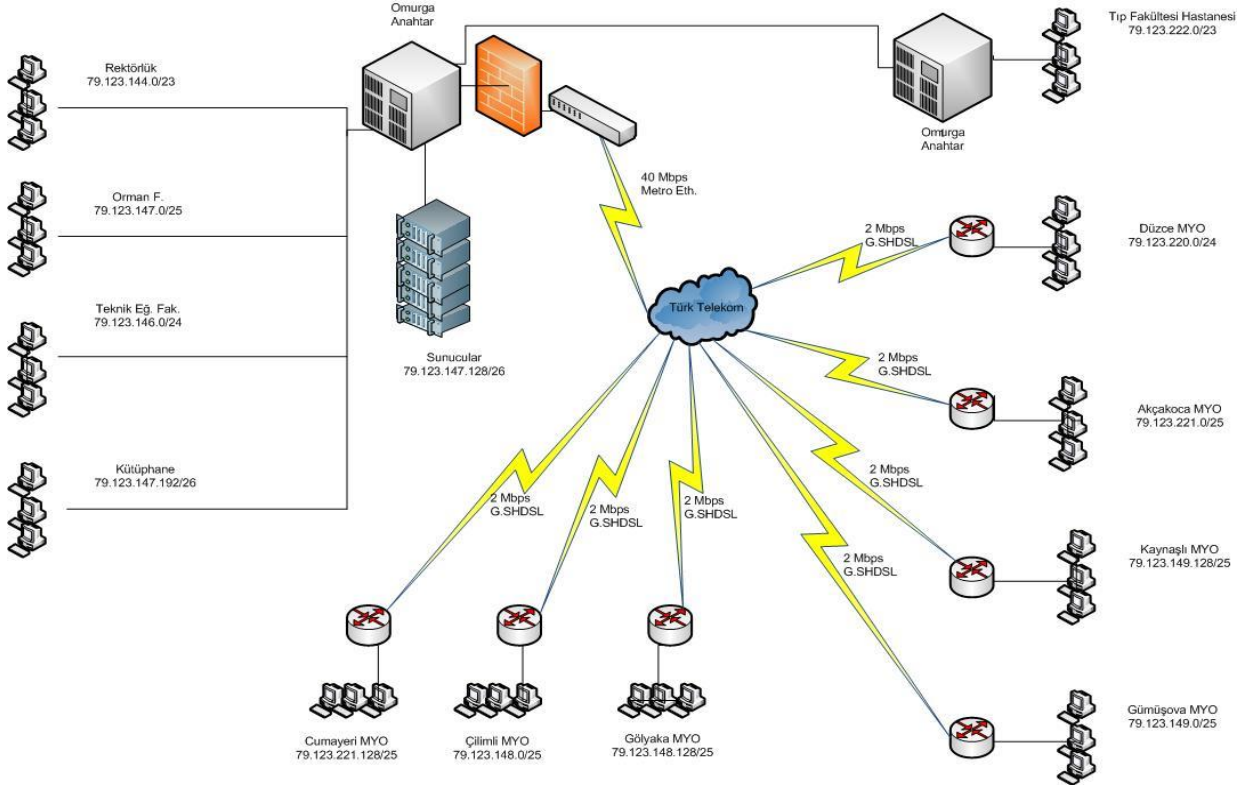 Omurga
Anahtar
Tıp Fakültesi Hastanesi
79.123.222.0/23
Rektörlük
79.123.144.0/23
Omurga
Anahtar
40 Mbps
Metro Eth.
Orman F.
79.123.147.0/25
2 Mbps
G.SHDSL
Düzce MYO
79.123.220.0/24
Teknik Eğ. Fak.
79.123.146.0/24
Türk Telekom
Sunucular
79.123.147.128/26
2 Mbps
G.SHDSL
Akçakoca MYO
79.123.221.0/25
Kütüphane
79.123.147.192/26
2 Mbps
G.SHDSL
2 Mbps
G.SHDSL
2 Mbps
G.SHDSL
2 Mbps
G.SHDSL
2 Mbps
G.SHDSL
Kaynaşlı MYO
79.123.149.128/25
Cumayeri MYO
79.123.221.128/25
Çilimli MYO
79.123.148.0/25
Gölyaka MYO
79.123.148.128/25
Gümüşova MYO
79.123.149.0/25